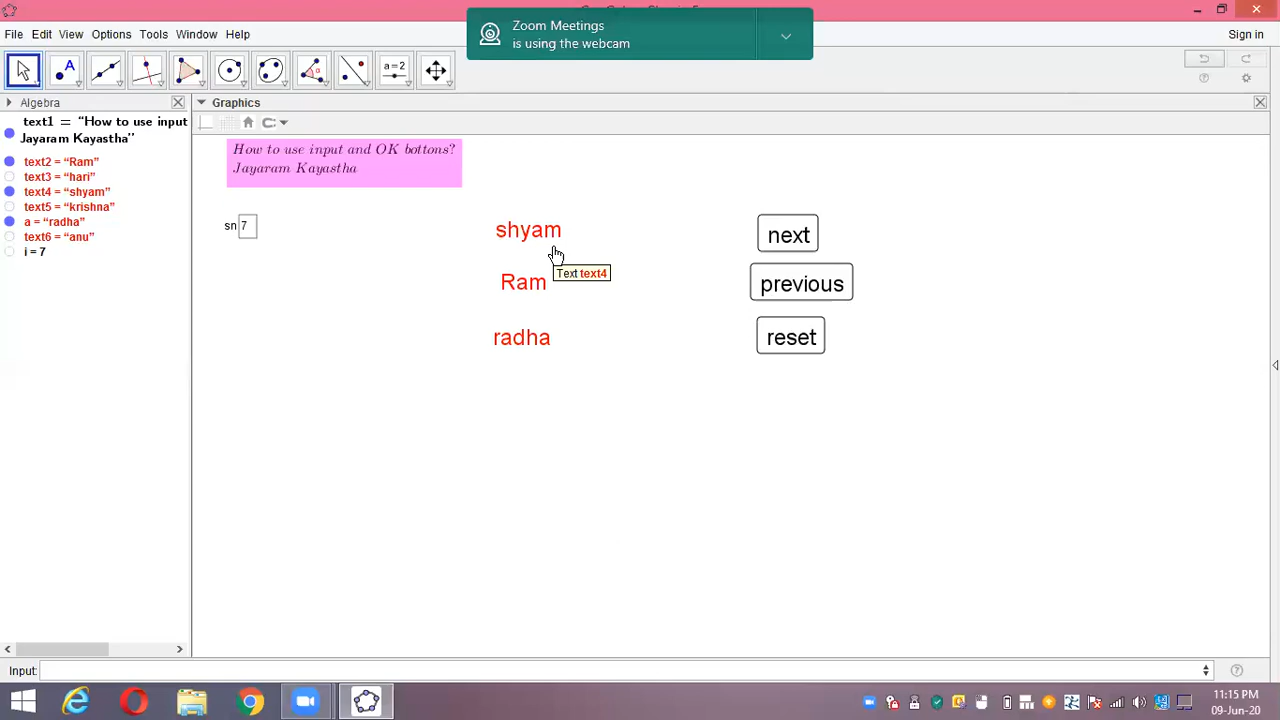 Zoom Meetings
is using the webcam
File Edit View Options Tools Window Help
Sign in
a=2
Algebra
Graphics
text1 = “How to use input
Jayaram Kayastha”
text2 = “Ram”
text3 = “hari”
text4 = “shyam”
text5 = “krishna”
a = “radha”
text6 = “anu”
i = 7
How to use input and OK bottons?
Jayaram Kayastha
sn 7
shyam
Text text4
Ram
radha
next
previous
reset
Input:
11:15 PM
09-Jun-20